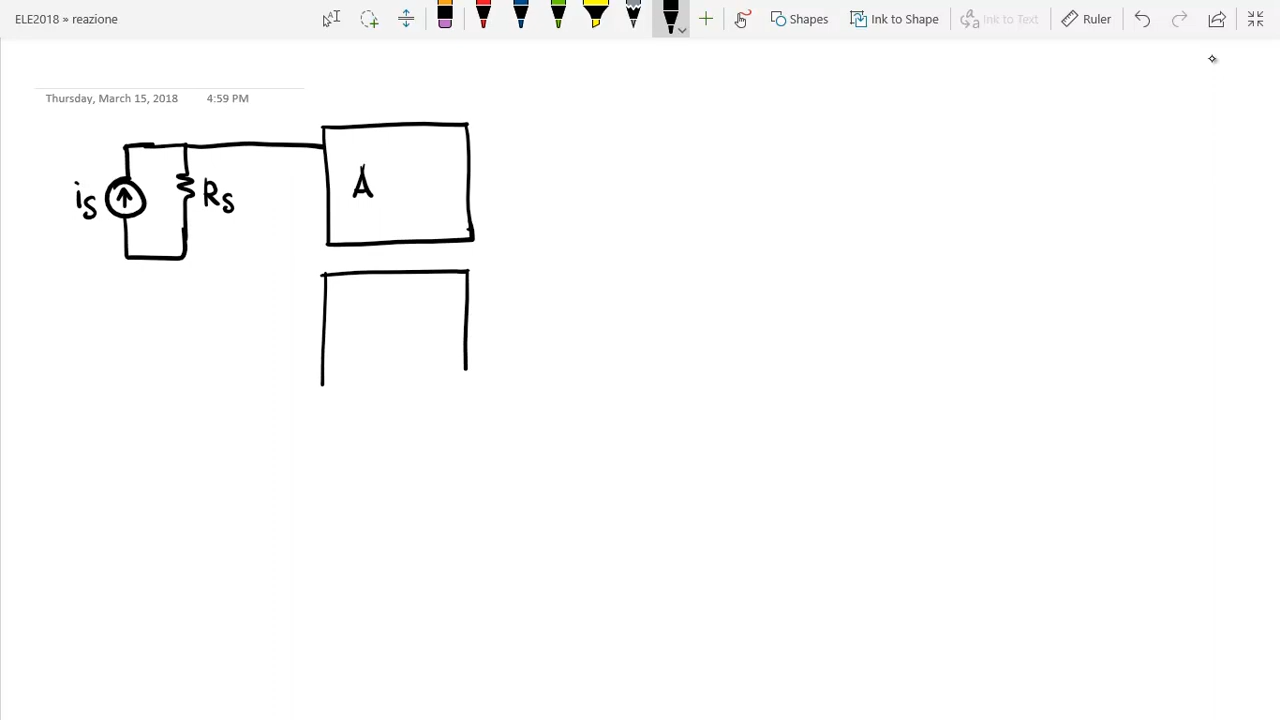 ELE2018 » reazione
Shapes
Ink to Shape
Ink to Text
Ruler
Thursday, March 15, 2018 4:59 PM
is
Rs
A